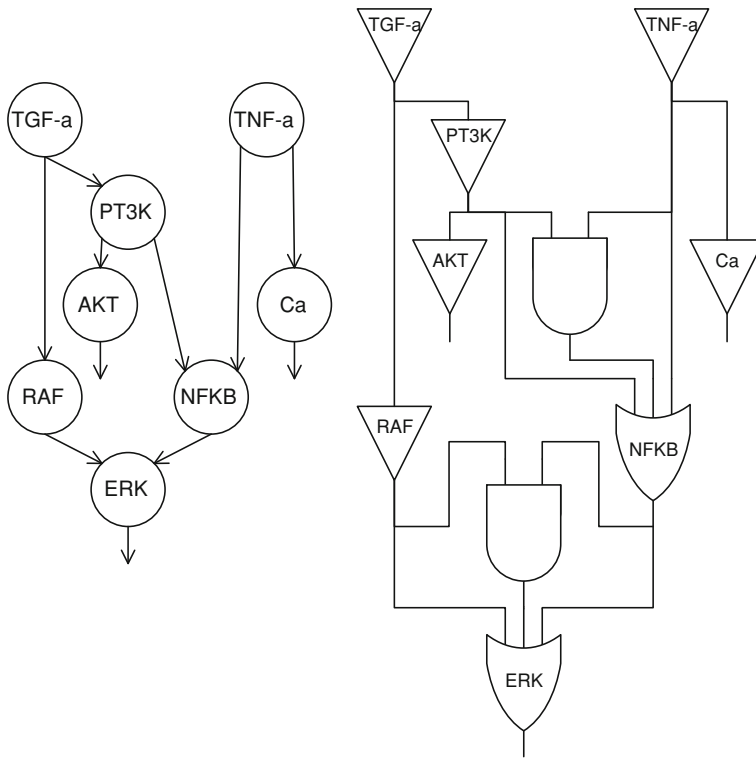 TGF-a
TNF-a
PT3K
AKT
Ca
RAF
NFKB
ERK
TGF-a
TNF-a
PT3K
AKT
Ca
RAF
NFKB
ERK